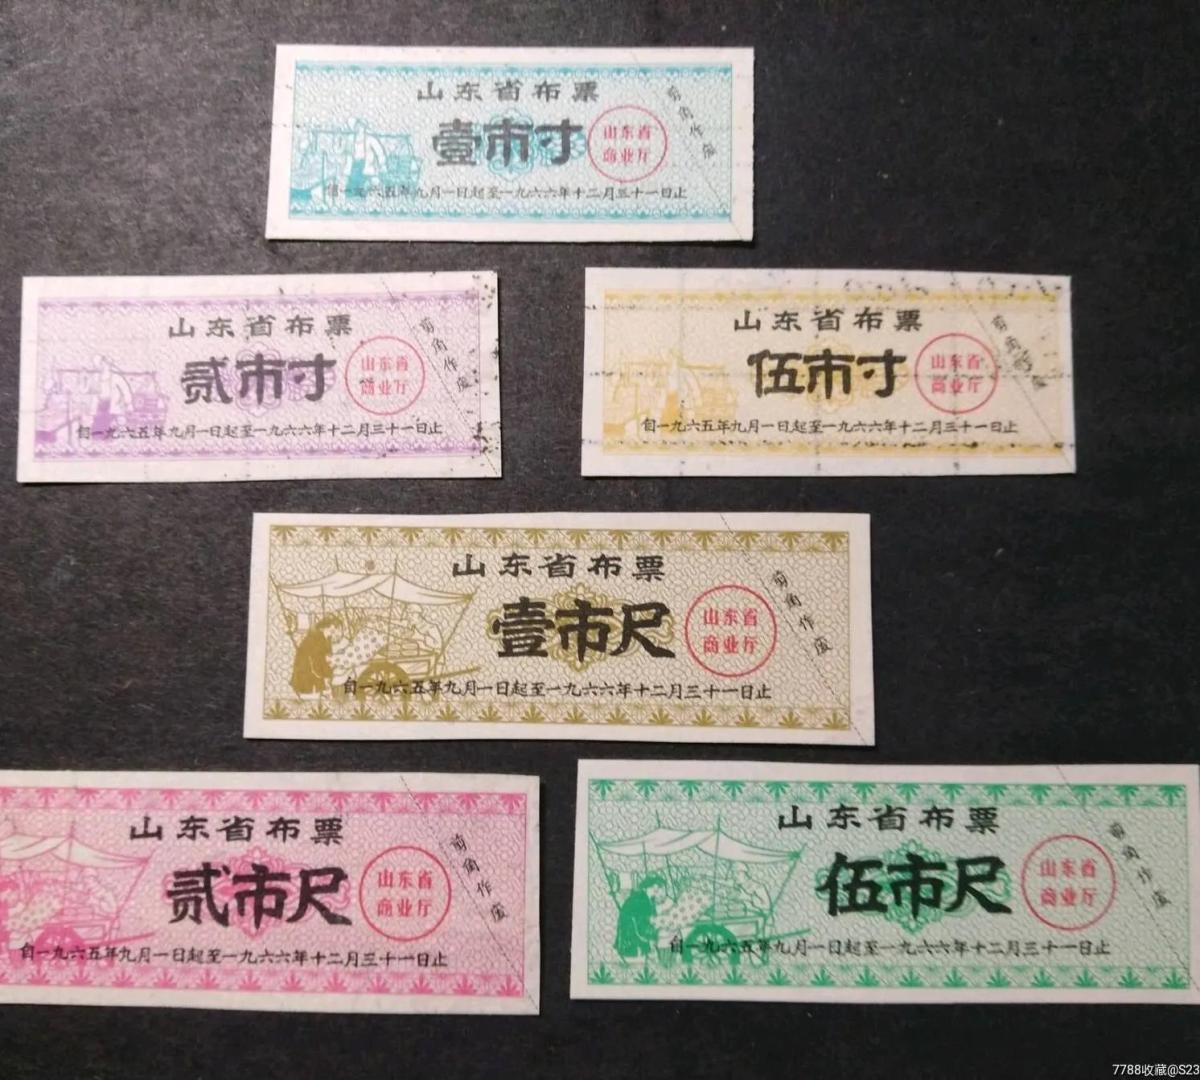 山东省布票
壹市寸
山东省
商业厅
剪角作废
自一九六五年九月一日起至一九六六年十二月三十一日止
山东省布票
贰市寸
山东省
商业厅
剪角作废
自一九六五年九月一日起至一九六六年十二月三十一日止
山东省布票
伍市寸
山东省
商业厅
剪角作废
自一九六五年九月一日起至一九六六年十二月三十一日止
山东省布票
壹市尺
山东省
商业厅
剪角作废
自一九六五年九月一日起至一九六六年十二月三十一日止
山东省布票
贰市尺
山东省
商业厅
剪角作废
自一九六五年九月一日起至一九六六年十二月三十一日止
山东省布票
伍市尺
山东省
商业厅
剪角作废
自一九六五年九月一日起至一九六六年十二月三十一日止
7788收藏@S23